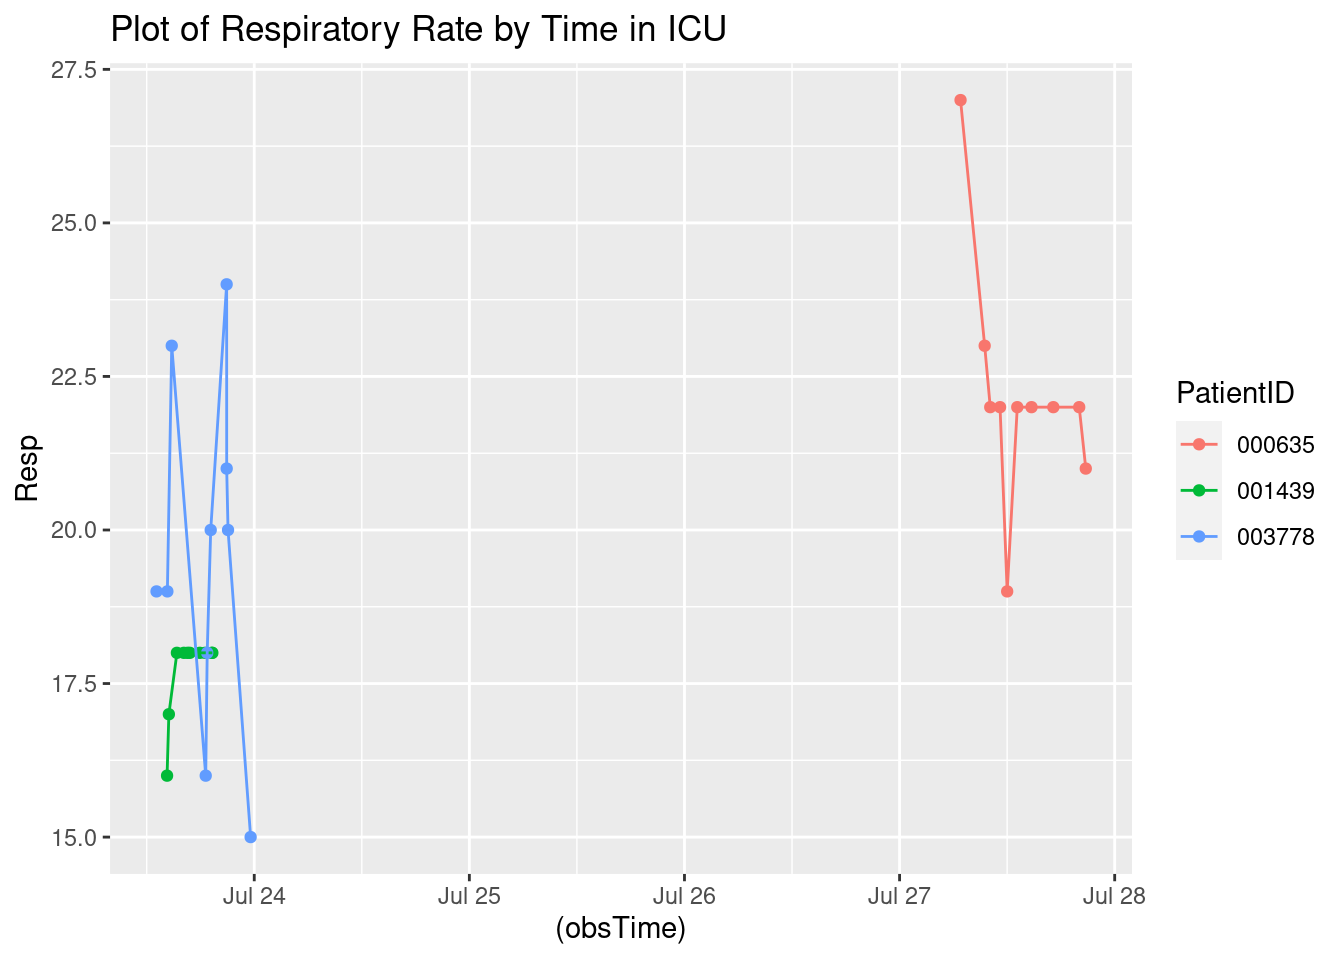 Plot of Respiratory Rate by Time in ICU
27.5
25.0
22.5
20.0
17.5
15.0
Resp
Jul 24 Jul 25 Jul 26 Jul 27 Jul 28
(obsTime)
PatientID
000635
001439
003778